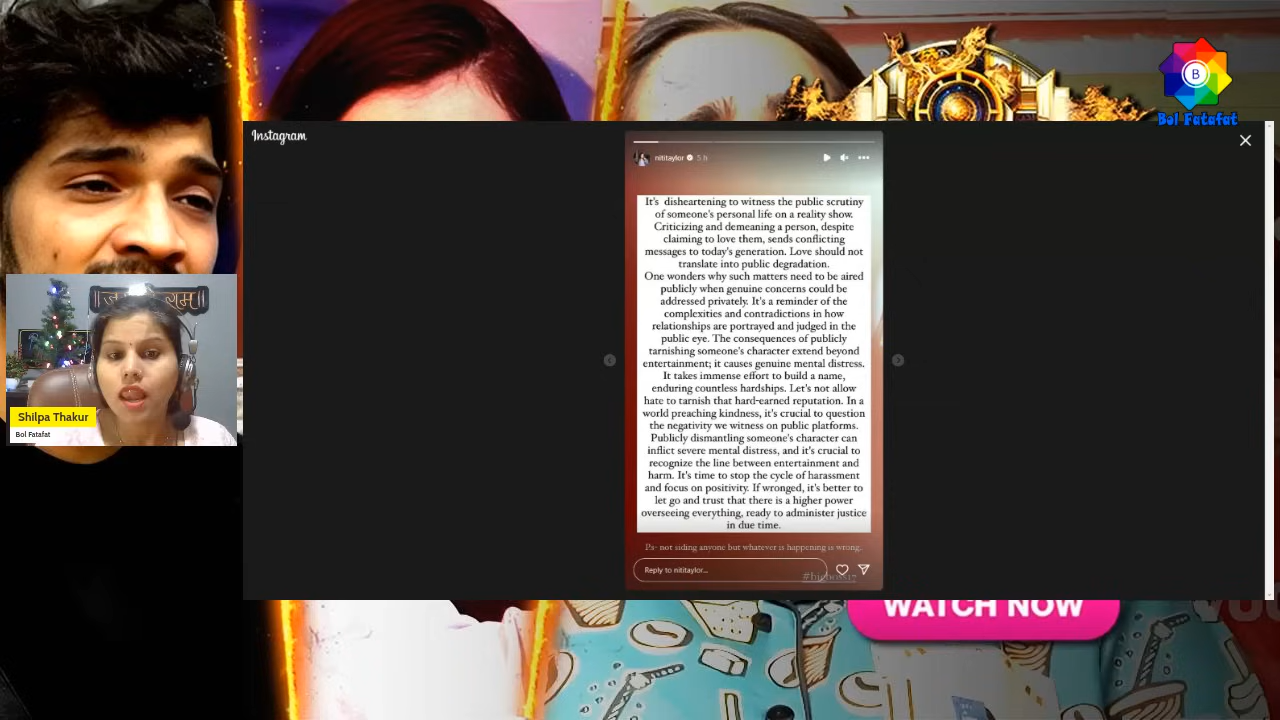 B
Bol Fatafat
Instagram
nititaylor 5 h
It's disheartening to witness the public scrutiny
of someone's personal life on a reality show.
Criticizing and demeaning a person, despite
claiming to love them, sends conflicting
messages to today's generation. Love should not
translate into public degradation.
One wonders why such matters need to be aired
publicly when genuine concerns could be
addressed privately. It's a reminder of the
complexities and contradictions in how
relationships are portrayed and judged in the
public eye. The consequences of publicly
tarnishing someone's character extend beyond
entertainment; it causes genuine mental distress.
It takes immense effort to build a name,
enduring countless hardships. Let's not allow
hate to tarnish that hard-earned reputation. In a
world preaching kindness, it's crucial to question
the negativity we witness on public platforms.
Publicly dismantling someone's character can
inflict severe mental distress, and it's crucial to
recognize the line between entertainment and
harm. It's time to stop the cycle of harassment
and focus on positivity. If wronged, it's better to
let go and trust that there is a higher power
overseeing everything, ready to administer justice
in due time.
Ps- not siding anyone but whatever is happening is wrong.
Reply to nititaylor...
#bigboss17
Shilpa Thakur
Bol Fatafat
WATCH NOW